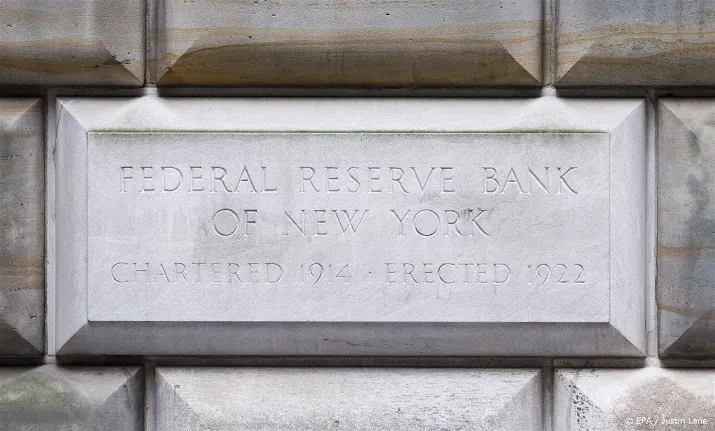 FEDERAL RESERVE BANK
OF NEW YORK
CHARTERED 1914 · ERECTED 1922
© EPA / Justin Lane